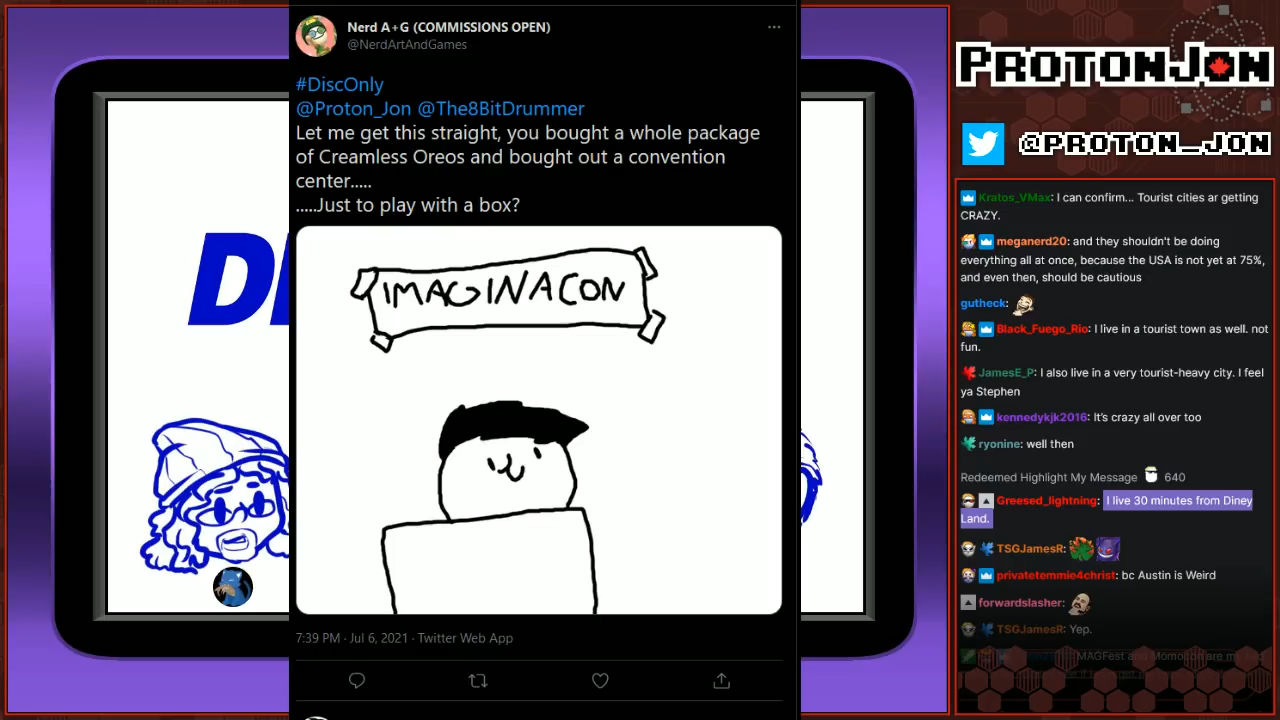 Nerd A+G (COMMISSIONS OPEN)
@NerdArtAndGames
#DiscOnly
@Proton_Jon @The8BitDrummer
Let me get this straight, you bought a whole package
of Creamless Oreos and bought out a convention
center.....
.....Just to play with a box?
IMAGINACON
7:39 PM · Jul 6, 2021 · Twitter Web App
PROTONJON
@PROTON_JON
Kratos_VMax: I can confirm... Tourist cities ar getting
CRAZY.
meganerd20: and they shouldn't be doing
everything all at once, because the USA is not yet at 75%,
and even then, should be cautious
gutheck:
Black_Fuego_Rio: I live in a tourist town as well. not
fun.
JamesE_P: I also live in a very tourist-heavy city. I feel
ya Stephen
kennedykjk2016: It's crazy all over too
ryonine: well then
Redeemed Highlight My Message 640
Greesed_lightning: I live 30 minutes from Diney
Land.
TSGJamesR:
privatetemmie4christ: bc Austin is Weird
forwardslasher:
TSGJamesR: Yep.
MAGFest and